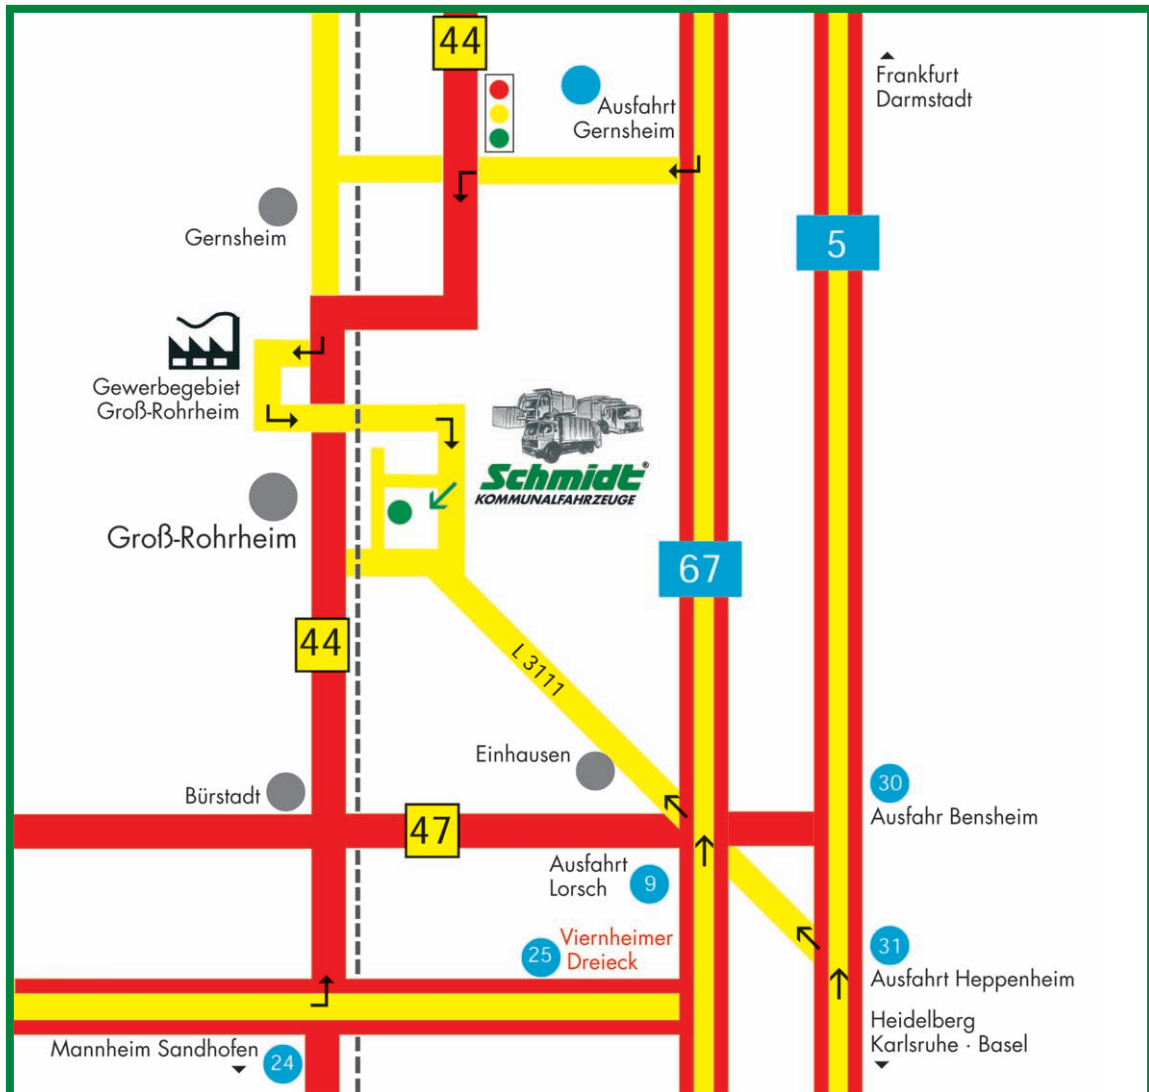 44
Frankfurt
Darmstadt
Ausfahrt
Gernsheim
Gernsheim
5
Gewerbegebiet
Groß-Rohrheim
Schmidt®
KOMMUNALFAHRZEUGE
Groß-Rohrheim
67
44
L 3111
Einhausen
30
Bürstadt
Ausfahr Bensheim
47
Ausfahrt
Lorsch
9
Viernheimer
Dreieck
25
31
Ausfahrt Heppenheim
Heidelberg
Karlsruhe · Basel
Mannheim Sandhofen
24